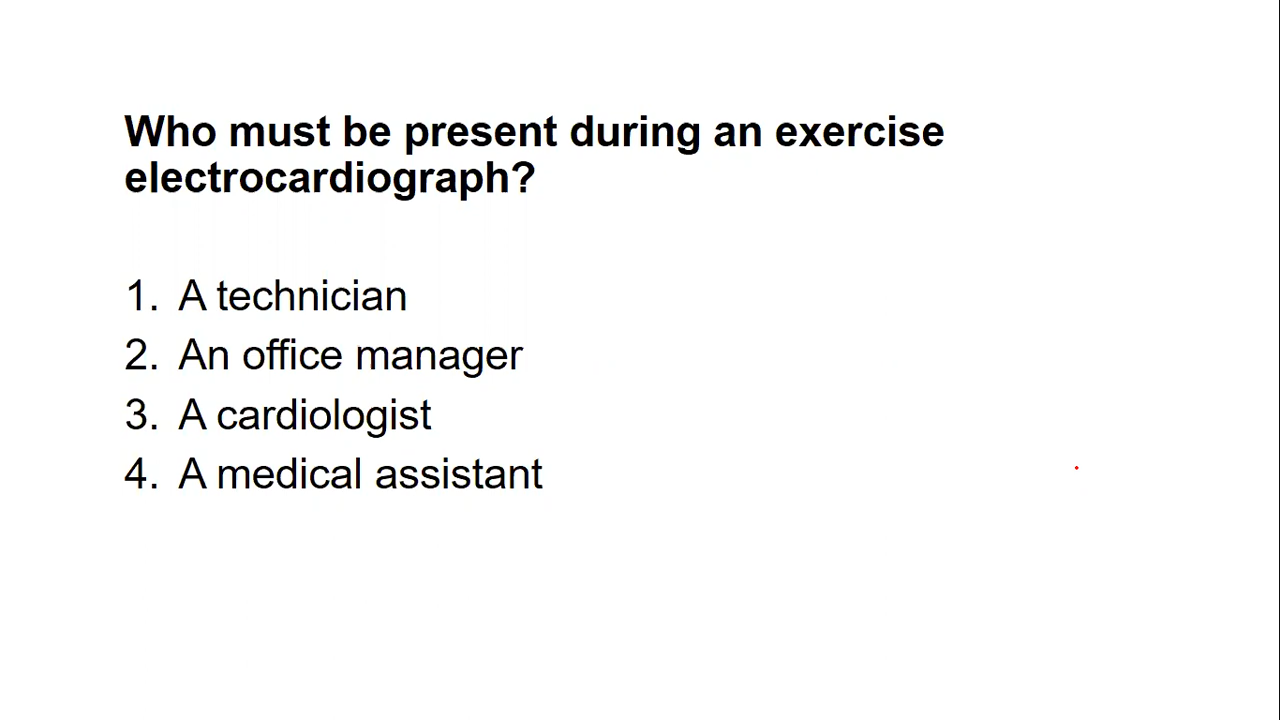 Who must be present during an exercise
electrocardiograph?
1. A technician
2. An office manager
3. A cardiologist
4. A medical assistant